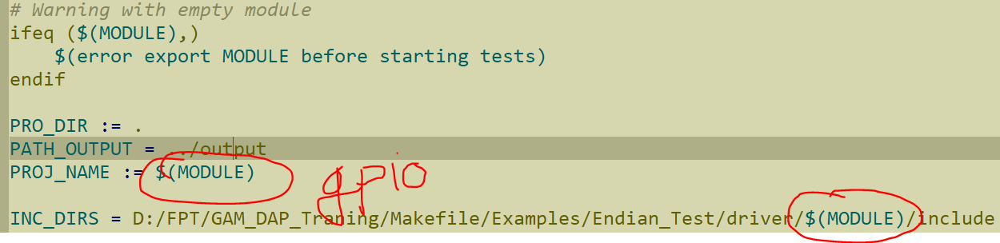 # Warning with empty module
ifeq ($(MODULE),)
    $(error export MODULE before starting tests)
endif
PRO_DIR := .
PATH_OUTPUT = ../output
PROJ_NAME := $(MODULE)
gpio
INC_DIRS = D:/FPT/GAM_DAP_Traning/Makefile/Examples/Endian_Test/driver/$(MODULE)/include